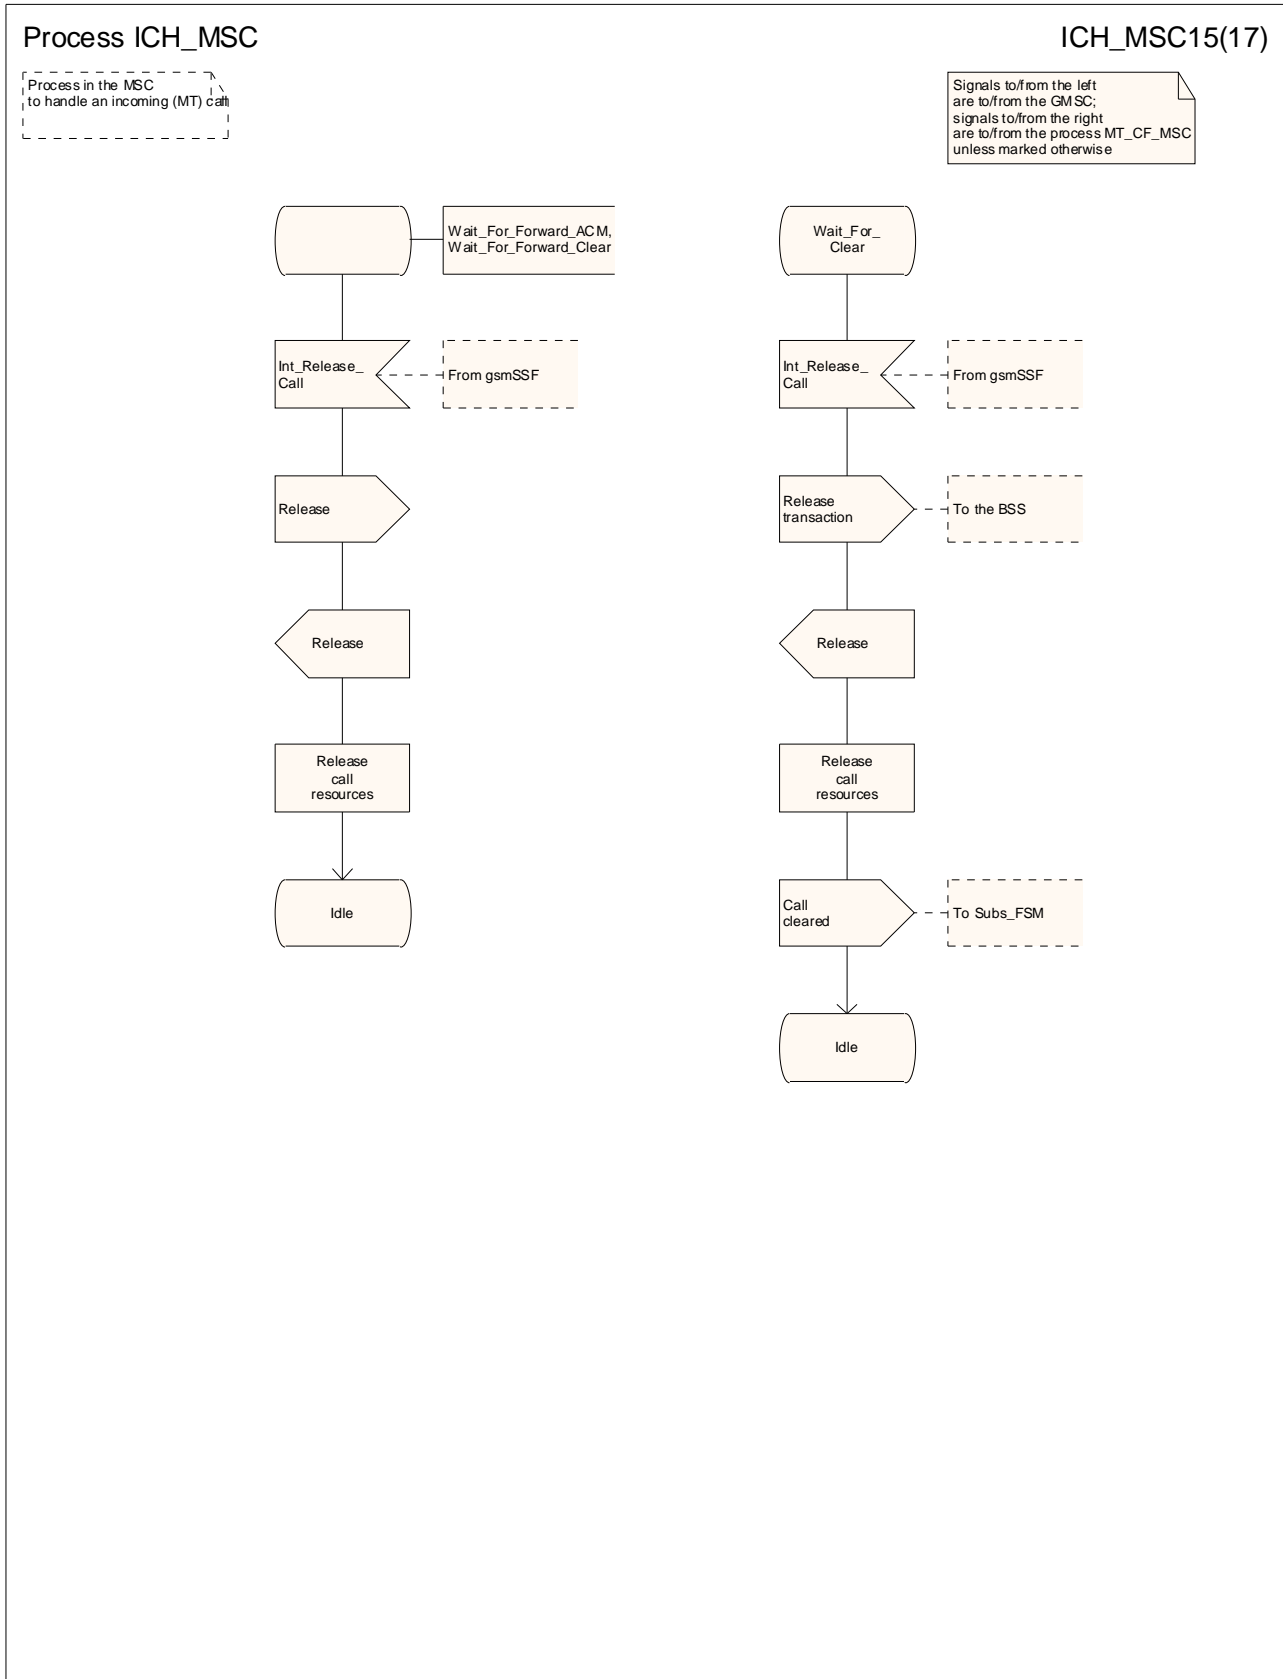 Process ICH_MSC
ICH_MSC15(17)
Process in the MSC
to handle an incoming (MT) call
Signals to/from the left
are to/from the GMSC;
signals to/from the right
are to/from the process MT_CF_MSC
unless marked otherwise
Wait_For_Forward_ACM,
Wait_For_Forward_Clear
Int_Release_
Call
From gsmSSF
Release
Release
Release
call
resources
Idle
Wait_For_
Clear
Int_Release_
Call
From gsmSSF
Release
transaction
To the BSS
Release
Release
call
resources
Call
cleared
To Subs_FSM
Idle